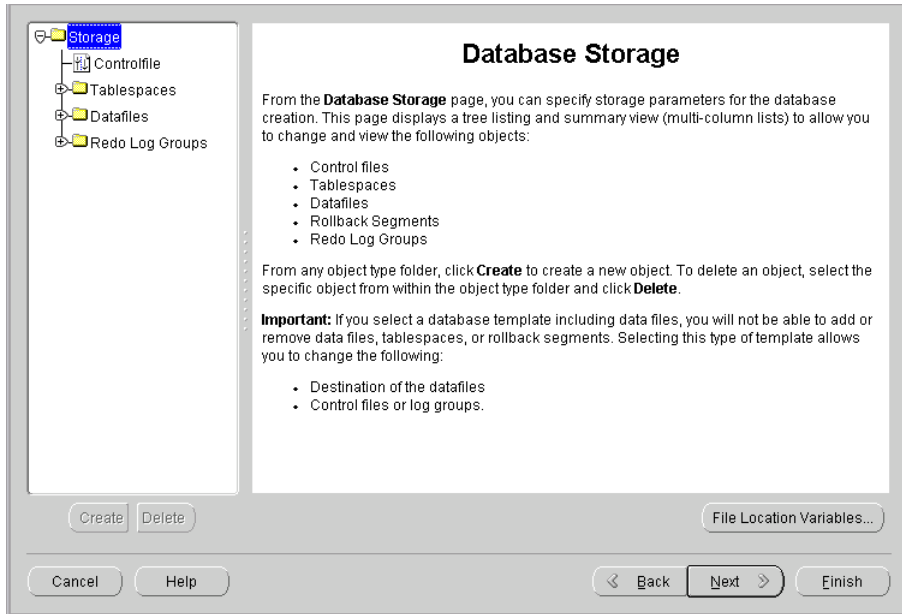 Storage
Controlfile
Tablespaces
Datafiles
Redo Log Groups
Database Storage
From the Database Storage page, you can specify storage parameters for the database
creation. This page displays a tree listing and summary view (multi-column lists) to allow you
to change and view the following objects:
• Control files
• Tablespaces
• Datafiles
• Rollback Segments
• Redo Log Groups
From any object type folder, click Create to create a new object. To delete an object, select the
specific object from within the object type folder and click Delete.
Important: If you select a database template including data files, you will not be able to add or
remove data files, tablespaces, or rollback segments. Selecting this type of template allows
you to change the following:
• Destination of the datafiles
• Control files or log groups.
Create Delete
File Location Variables...
Cancel Help Back Next Finish